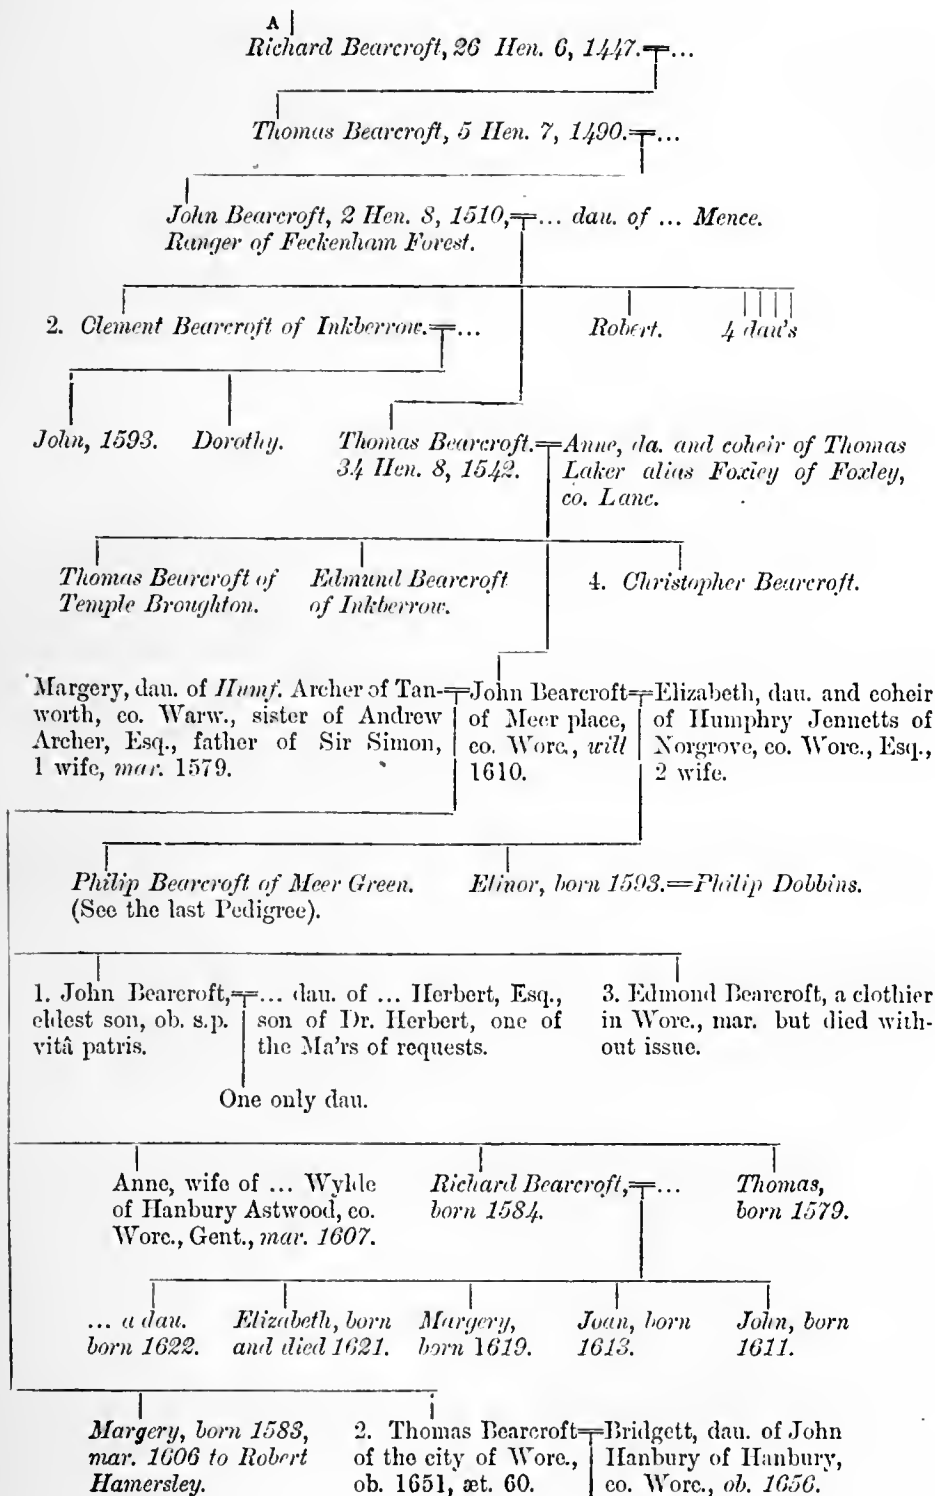 A
Richard Bearcroft, 26 Hen. 6, 1447.=...
Thomas Bearcroft, 5 Hen. 7, 1490.=...
John Bearcroft, 2 Hen. 8, 1510,=... dau. of ... Mence.
Ranger of Feckenham Forest.
2. Clement Bearcroft of Inkberrow.=...
Robert.
4 dau's
John, 1593.
Dorothy.
Thomas Bearcroft.=Anne, da. and coheir of Thomas
34 Hen. 8, 1542.
Laker alias Foxley of Foxley,
co. Lanc.
Thomas Bearcroft of
Temple Broughton.
Edmund Bearcroft
of Inkberrow.
4. Christopher Bearcroft.
Margery, dau. of Humf. Archer of Tan-
worth, co. Warw., sister of Andrew
Archer, Esq., father of Sir Simon,
1 wife, mar. 1579.
=John Bearcroft=
of Meer place,
co. Worc., will
1610.
Elizabeth, dau. and coheir
of Humphry Jennetts of
Norgrove, co. Worc., Esq.,
2 wife.
Philip Bearcroft of Meer Green.
(See the last Pedigree).
Elinor, born 1593.=Philip Dobbins.
1. John Bearcroft,=
eldest son, ob. s.p.
vitâ patris.
... dau. of ... Herbert, Esq.,
son of Dr. Herbert, one of
the Ma'rs of requests.
3. Edmond Bearcroft, a clothier
in Worc., mar. but died with-
out issue.
One only dau.
Anne, wife of ... Wylde
of Hanbury Astwood, co.
Worc., Gent., mar. 1607.
Richard Bearcroft,=...
born 1584.
Thomas,
born 1579.
... a dau.
born 1622.
Elizabeth, born
and died 1621.
Margery,
born 1619.
Joan, born
1613.
John, born
1611.
Margery, born 1583,
mar. 1606 to Robert
Hamersley.
2. Thomas Bearcroft=
of the city of Worc.,
ob. 1651, æt. 60.
Bridgett, dau. of John
Hanbury of Hanbury,
co. Worc., ob. 1656.